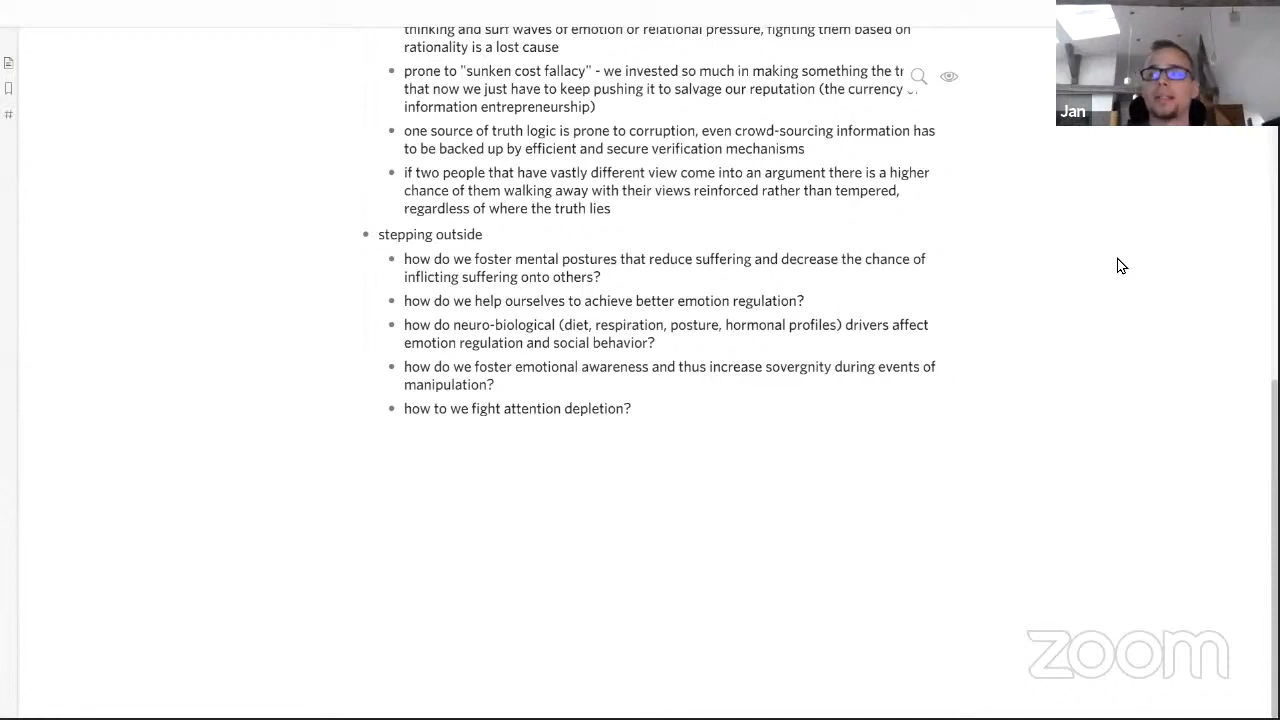 thinking and surf waves of emotion or relational pressure, fighting them based on
rationality is a lost cause
prone to "sunken cost fallacy" - we invested so much in making something the
that now we just have to keep pushing it to salvage our reputation (the currency
information entrepreneurship)
one source of truth logic is prone to corruption, even crowd-sourcing information has
to be backed up by efficient and secure verification mechanisms
if two people that have vastly different view come into an argument there is a higher
chance of them walking away with their views reinforced rather than tempered,
regardless of where the truth lies
stepping outside
how do we foster mental postures that reduce suffering and decrease the chance of
inflicting suffering onto others?
how do we help ourselves to achieve better emotion regulation?
how do neuro-biological (diet, respiration, posture, hormonal profiles) drivers affect
emotion regulation and social behavior?
how do we foster emotional awareness and thus increase sovergnity during events of
manipulation?
how to we fight attention depletion?
Jan
zoom